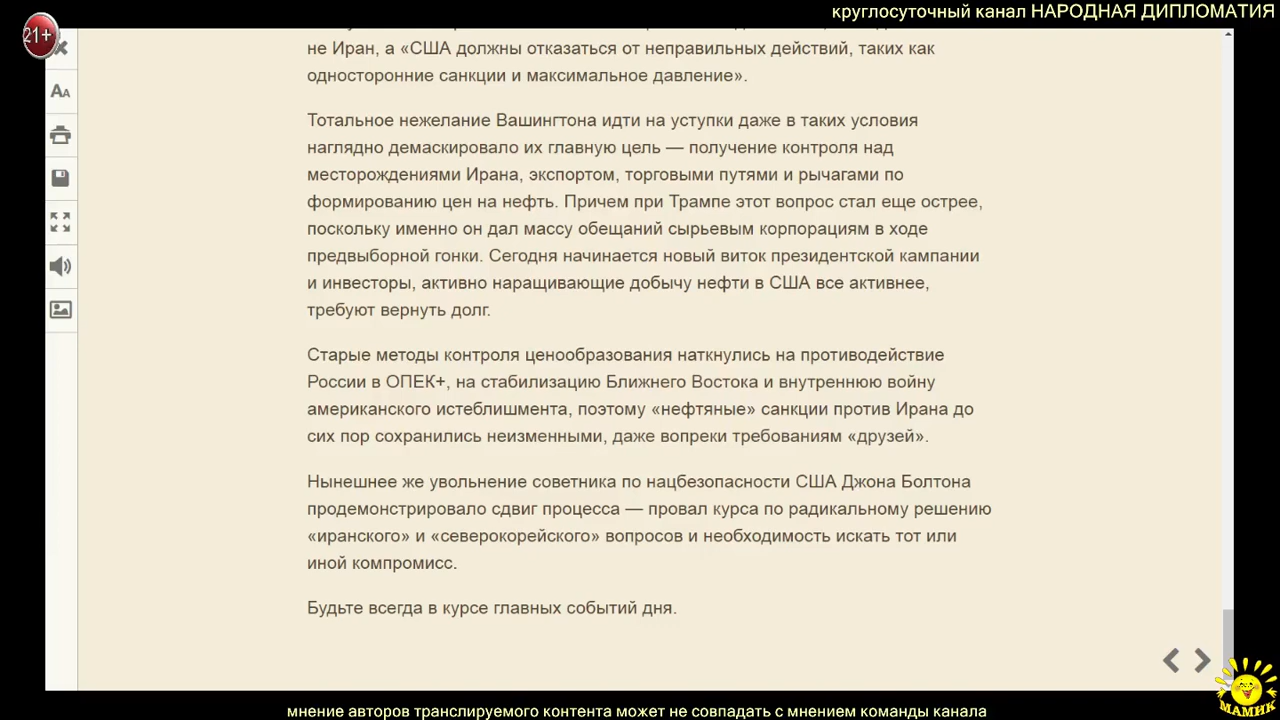 круглосуточный канал НАРОДНАЯ ДИПЛОМАТИЯ
21+
не Иран, а «США должны отказаться от неправильных действий, таких как
односторонние санкции и максимальное давление».
Тотальное нежелание Вашингтона идти на уступки даже в таких условия
наглядно демаскировало их главную цель — получение контроля над
месторождениями Ирана, экспортом, торговыми путями и рычагами по
формированию цен на нефть. Причем при Трампе этот вопрос стал еще острее,
поскольку именно он дал массу обещаний сырьевым корпорациям в ходе
предвыборной гонки. Сегодня начинается новый виток президентской кампании
и инвесторы, активно наращивающие добычу нефти в США все активнее,
требуют вернуть долг.
Старые методы контроля ценообразования наткнулись на противодействие
России в ОПЕК+, на стабилизацию Ближнего Востока и внутреннюю войну
американского истеблишмента, поэтому «нефтяные» санкции против Ирана до
сих пор сохранились неизменными, даже вопреки требованиям «друзей».
Нынешнее же увольнение советника по нацбезопасности США Джона Болтона
продемонстрировало сдвиг процесса — провал курса по радикальному решению
«иранского» и «северокорейского» вопросов и необходимость искать тот или
иной компромисс.
Будьте всегда в курсе главных событий дня.
МАМИК
мнение авторов транслируемого контента может не совпадать с мнением команды канала